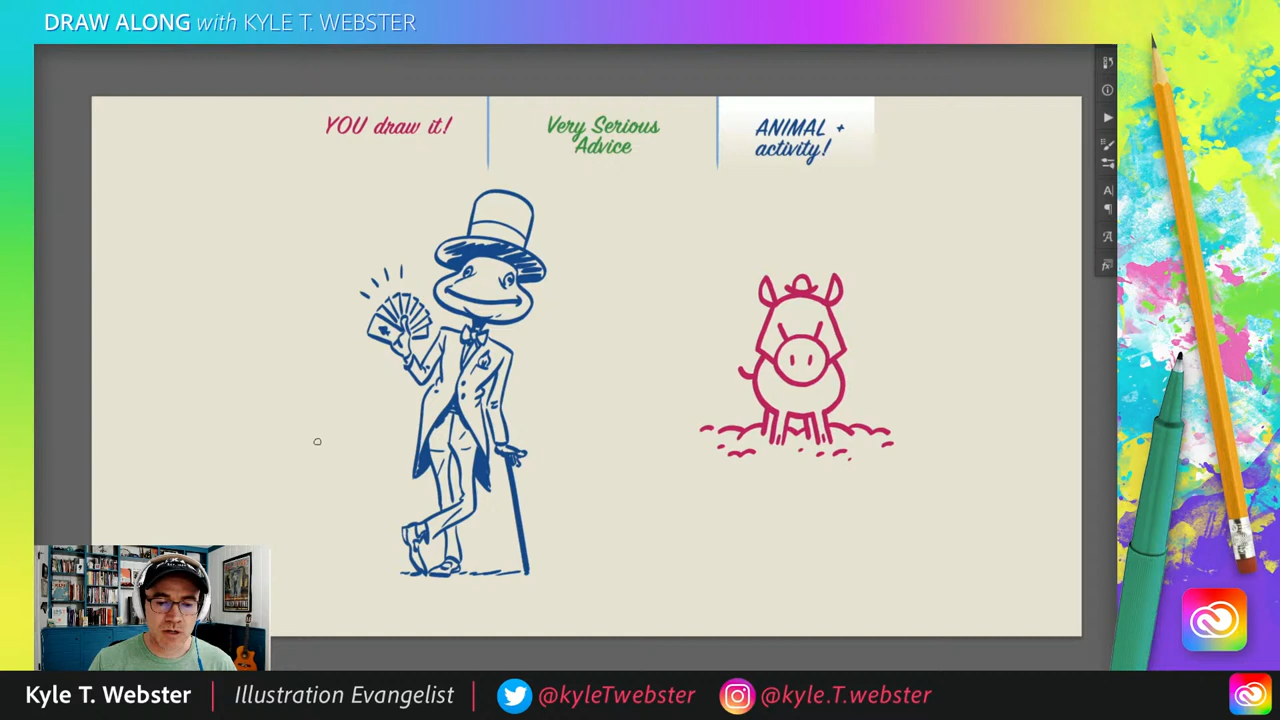 DRAW ALONG with KYLE T. WEBSTER
YOU draw it!
Very Serious
Advice
ANIMAL +
activity!
Kyle T. Webster | Illustration Evangelist @kyleTwebster @kyle.T.webster